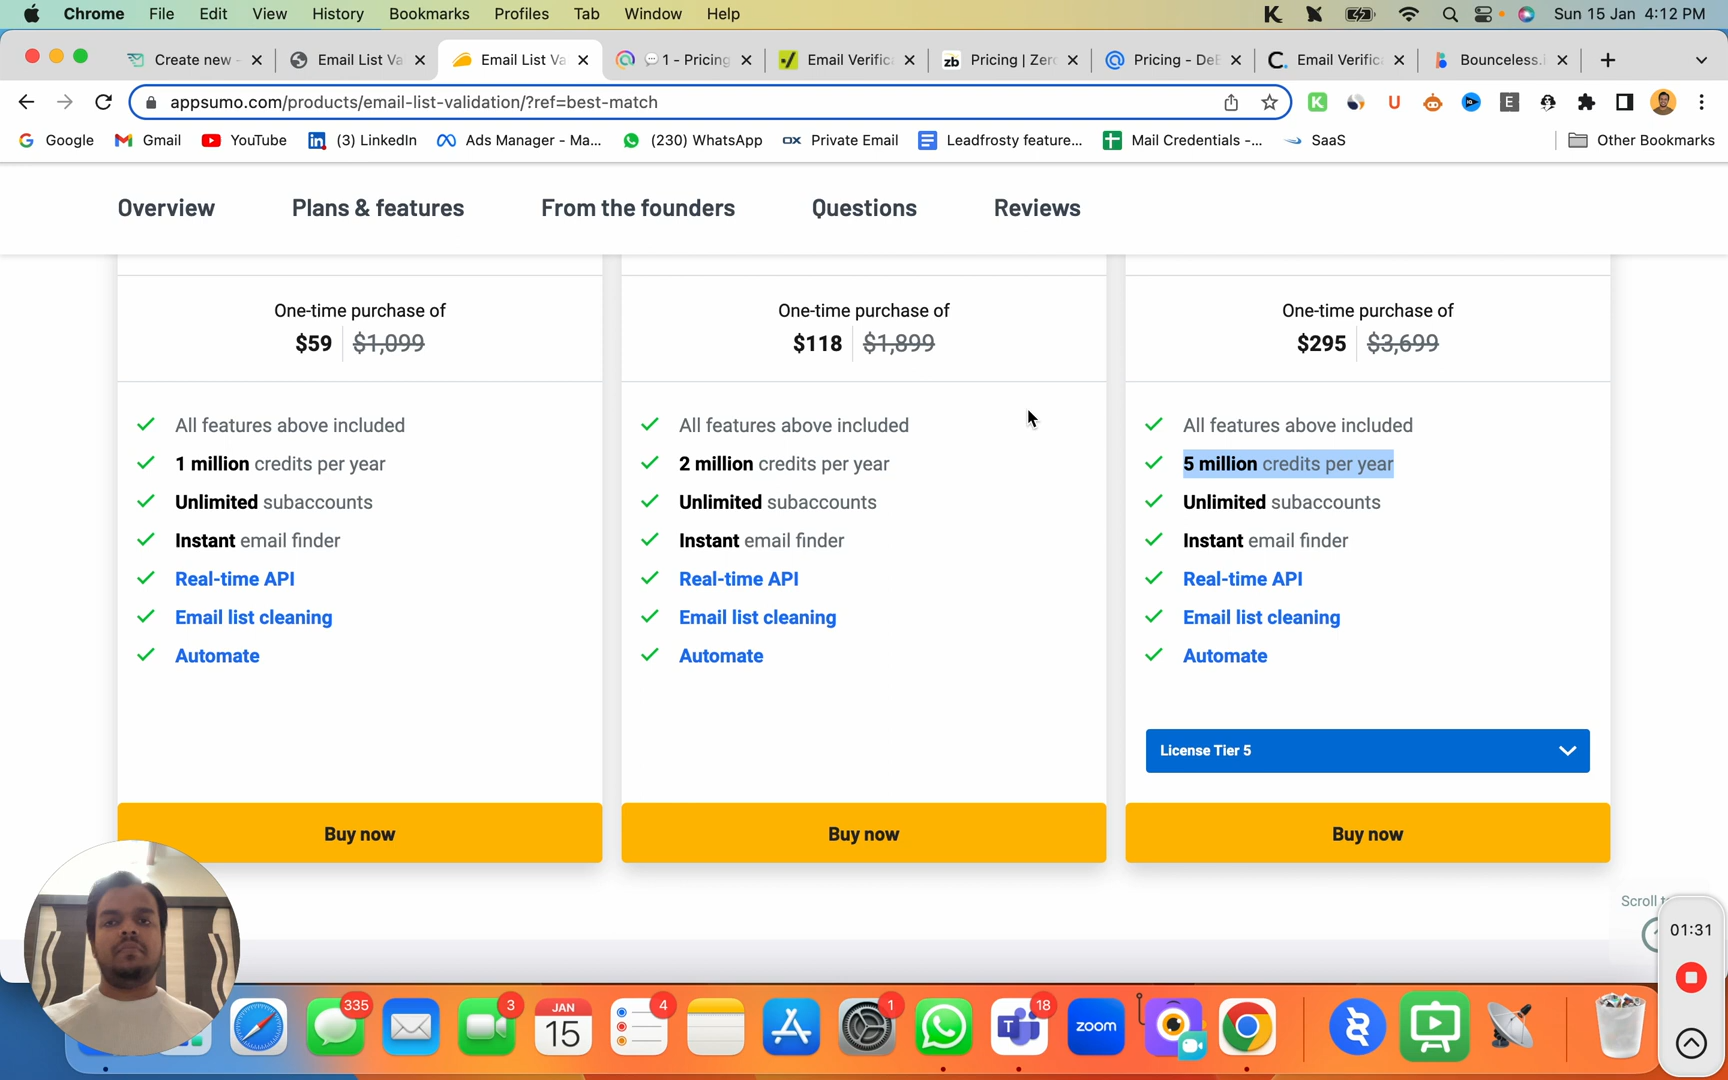 Chrome File Edit View History Bookmarks Profiles Tab Window Help Sun 15 Jan 4:12 PM
Create new - Email List Va Email List Va 1 - Pricing Email Verific Pricing | Zer Pricing - De Email Verific Bounceless.
appsumo.com/products/email-list-validation/?ref=best-match
Google Gmail YouTube (3) LinkedIn Ads Manager - Ma... (230) WhatsApp Private Email Leadfrosty feature... Mail Credentials -... SaaS Other Bookmarks
Overview Plans & features From the founders Questions Reviews
One-time purchase of
$59 $1,099
All features above included
1 million credits per year
Unlimited subaccounts
Instant email finder
Real-time API
Email list cleaning
Automate
Buy now
One-time purchase of
$118 $1,899
All features above included
2 million credits per year
Unlimited subaccounts
Instant email finder
Real-time API
Email list cleaning
Automate
Buy now
One-time purchase of
$295 $3,699
All features above included
5 million credits per year
Unlimited subaccounts
Instant email finder
Real-time API
Email list cleaning
Automate
License Tier 5
Buy now
Scroll
01:31
335 3 JAN 15 4 1 18 zoom